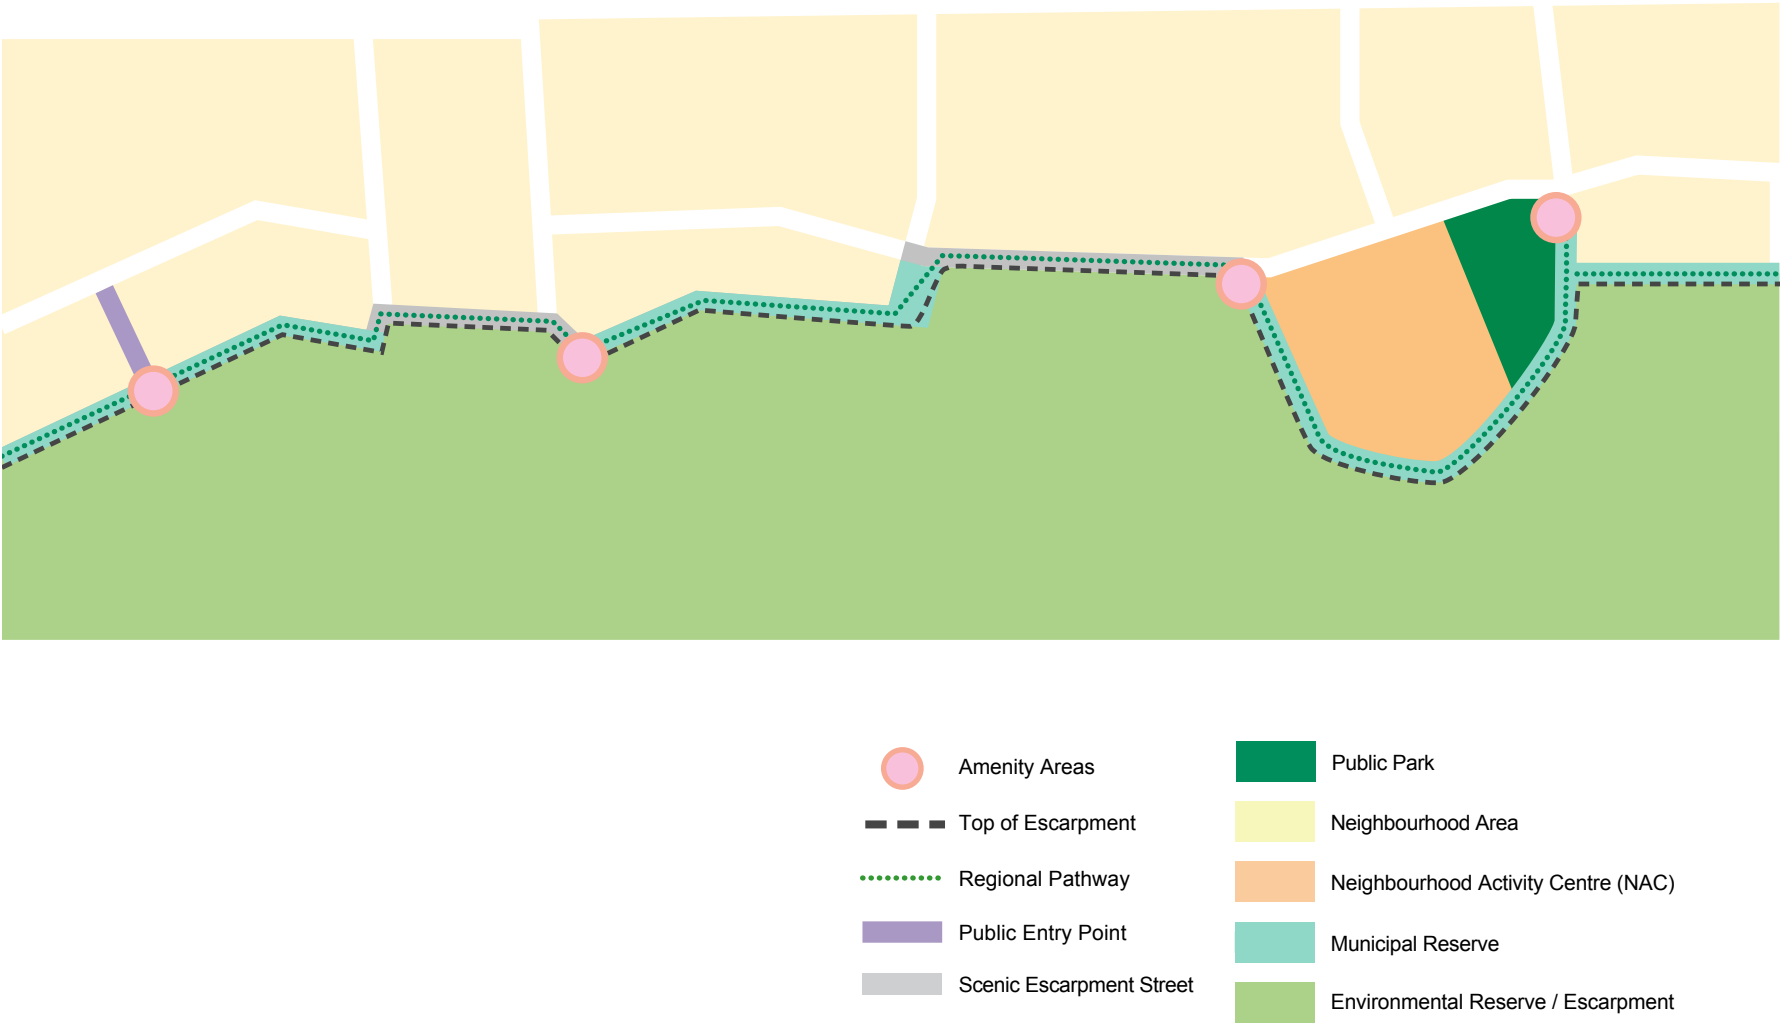 Amenity Areas
Top of Escarpment
Regional Pathway
Public Entry Point
Scenic Escarpment Street
Public Park
Neighbourhood Area
Neighbourhood Activity Centre (NAC)
Municipal Reserve
Environmental Reserve / Escarpment